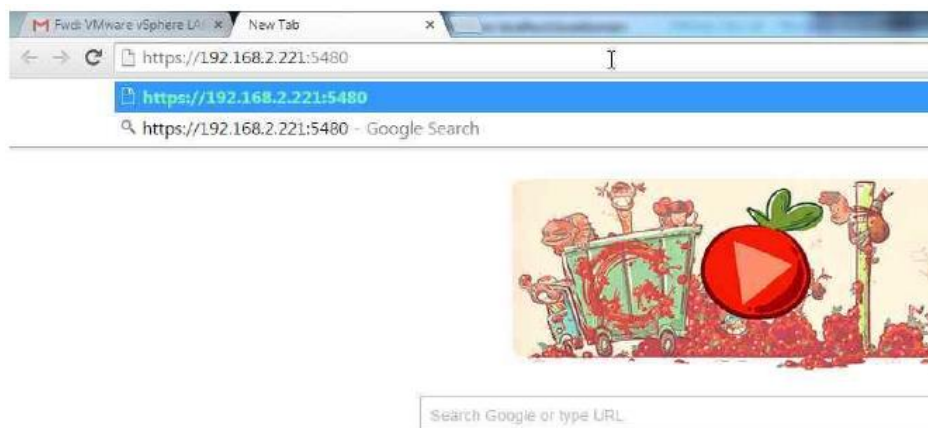 Fwd: VMware vSphere LA
New Tab
https://192.168.2.221:5480
https://192.168.2.221:5480
https://192.168.2.221:5480 - Google Search
Search Google or type URL